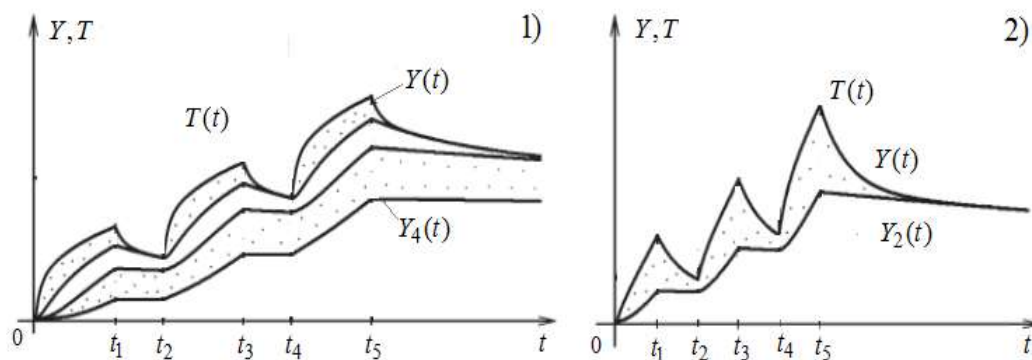 Y, T
1)
Y(t)
T(t)
Y₄(t)
0
t₁ t₂ t₃ t₄ t₅ t
Y, T
2)
T(t)
Y(t)
Y₂(t)
0
t₁ t₂ t₃ t₄ t₅ t